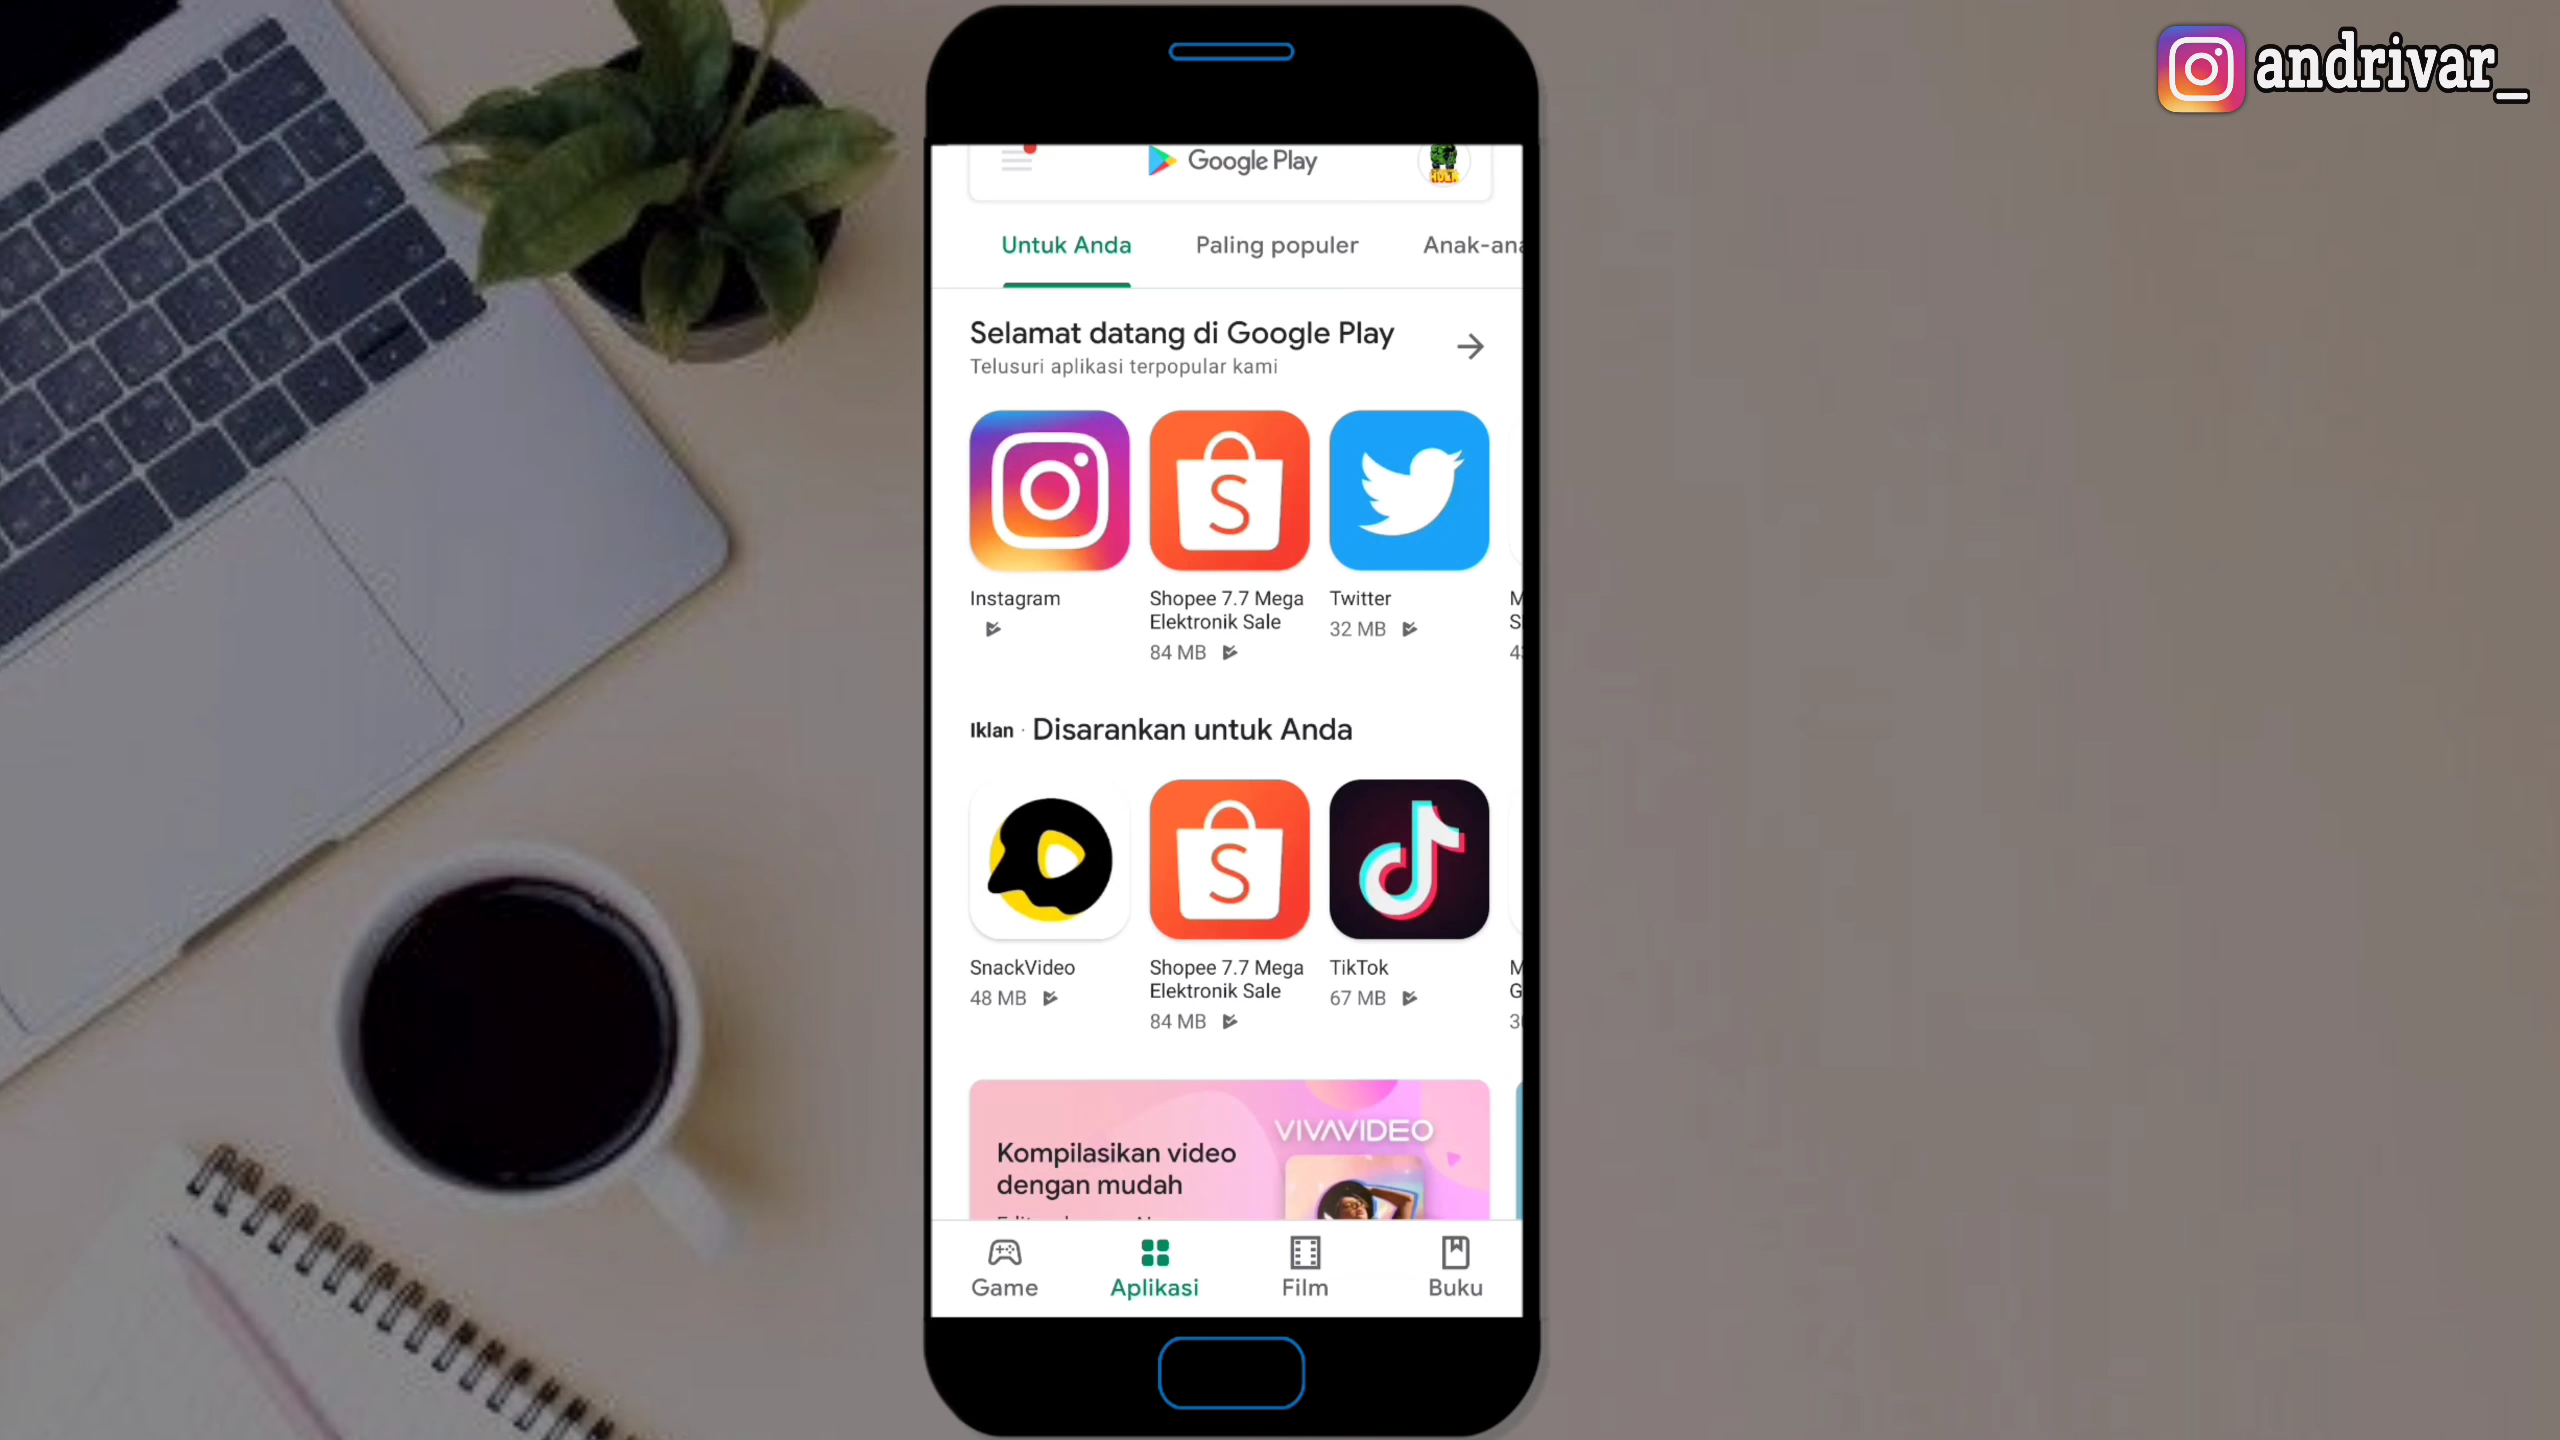 andrivar_
Google Play
Untuk Anda
Paling populer
Anak-ana
Selamat datang di Google Play
Telusuri aplikasi terpopular kami
Instagram
Shopee 7.7 Mega
Elektronik Sale
84 MB
Twitter
32 MB
Iklan · Disarankan untuk Anda
SnackVideo
48 MB
Shopee 7.7 Mega
Elektronik Sale
84 MB
TikTok
67 MB
VIVAVIDEO
Kompilasikan video
dengan mudah
Game
Aplikasi
Film
Buku